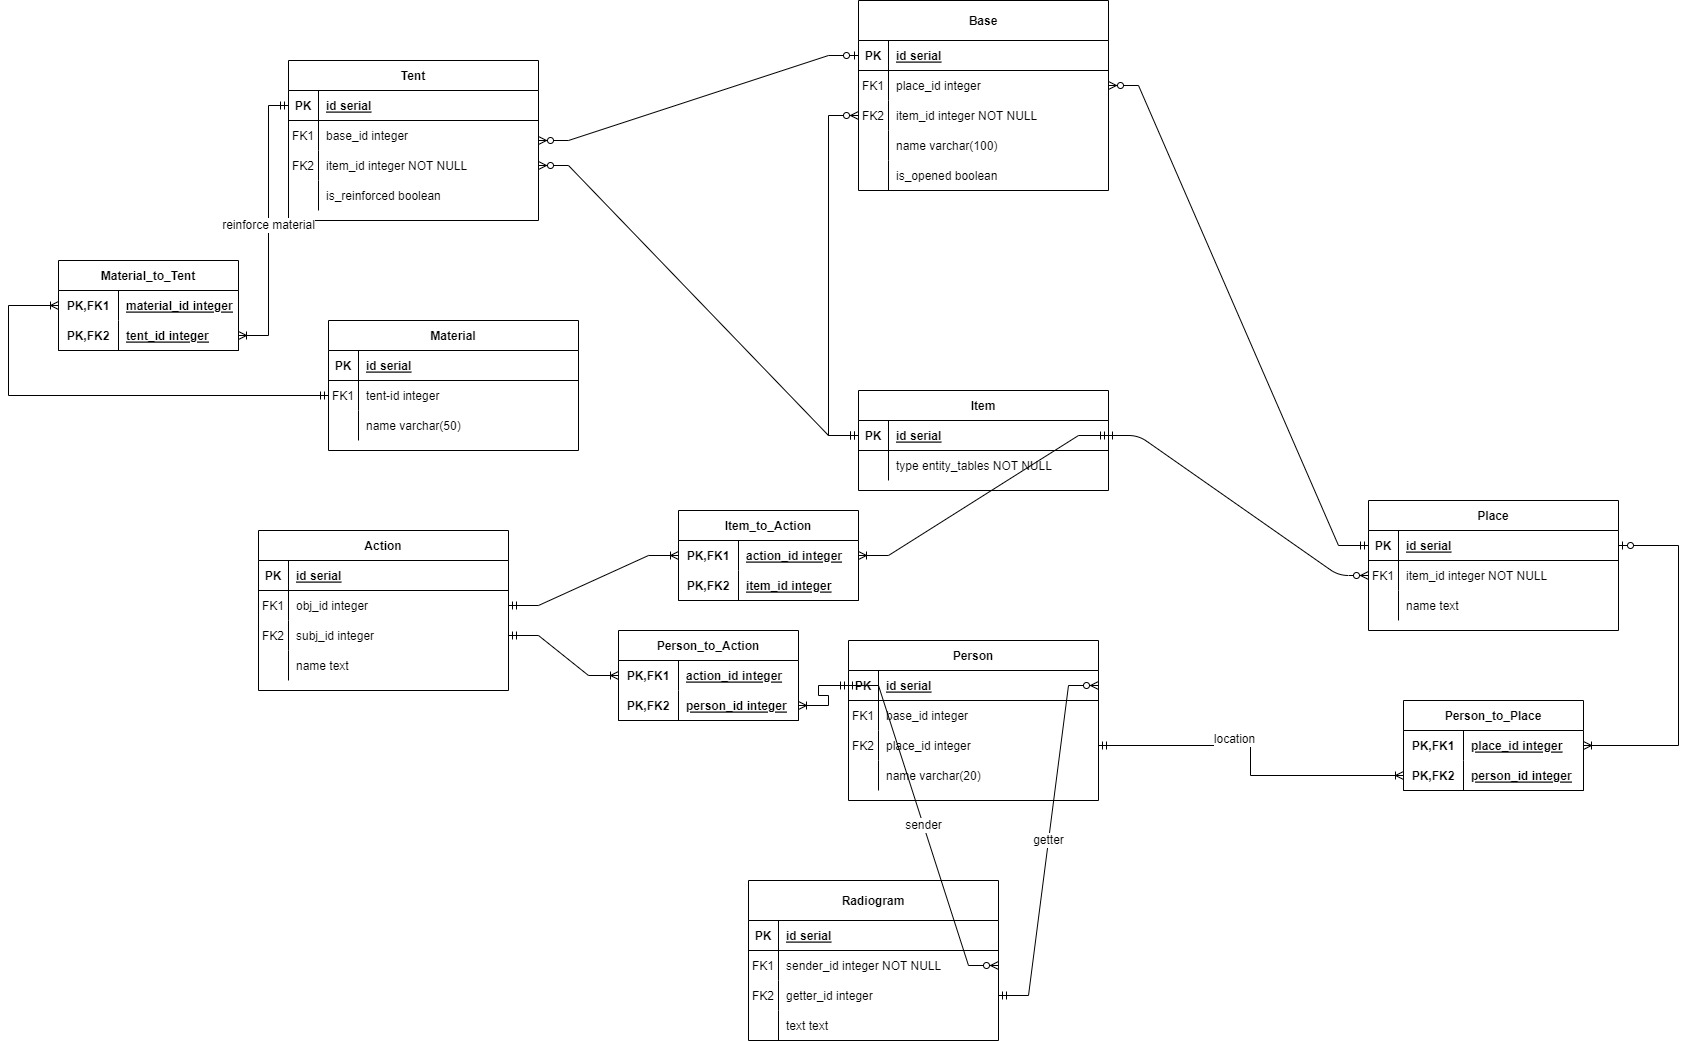 Base
PK id serial
FK1 place_id integer
FK2 item_id integer NOT NULL
name varchar(100)
is_opened boolean
Tent
PK id serial
FK1 base_id integer
FK2 item_id integer NOT NULL
is_reinforced boolean
reinforce material
Material_to_Tent
PK,FK1 material_id integer
PK,FK2 tent_id integer
Material
PK id serial
FK1 tent-id integer
name varchar(50)
Item
PK id serial
type entity_tables NOT NULL
Place
PK id serial
FK1 item_id integer NOT NULL
name text
Item_to_Action
PK,FK1 action_id integer
PK,FK2 item_id integer
Action
PK id serial
FK1 obj_id integer
FK2 subj_id integer
name text
Person_to_Action
PK,FK1 action_id integer
PK,FK2 person_id integer
Person
PK id serial
FK1 base_id integer
FK2 place_id integer
name varchar(20)
location
Person_to_Place
PK,FK1 place_id integer
PK,FK2 person_id integer
sender
getter
Radiogram
PK id serial
FK1 sender_id integer NOT NULL
FK2 getter_id integer
text text